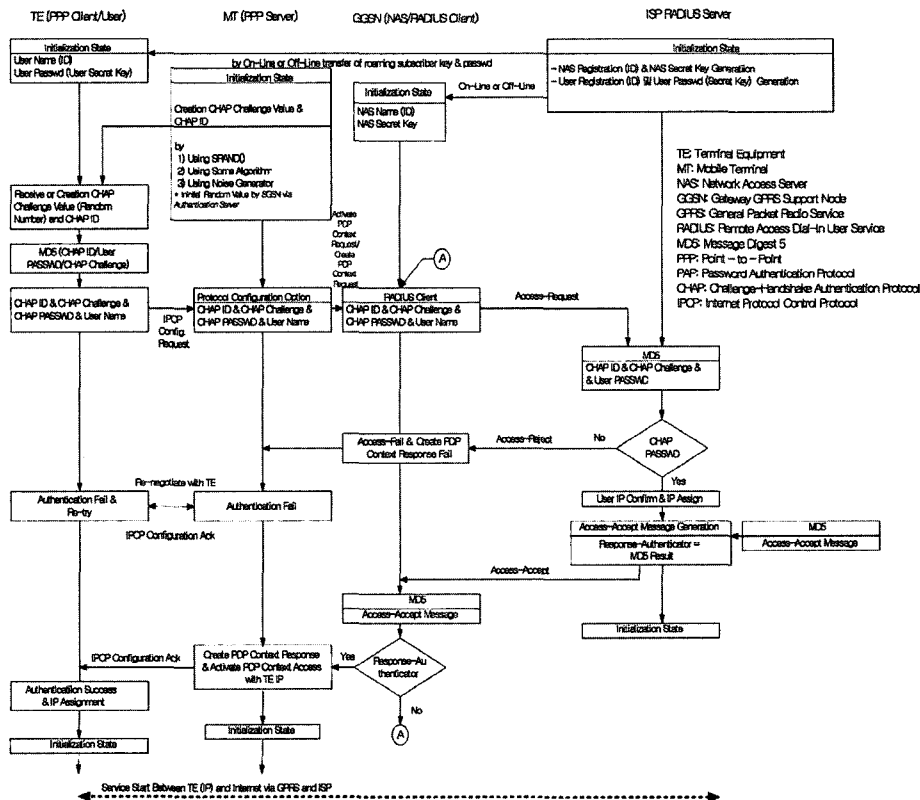 TE (PPP Client/User)
MT (PPP Server)
GGSN (NAS/RADIUS Client)
ISP RADIUS Server
Initialization State
User Name (ID)
User Passwd (User Secret Key)
by On-Line or Off-Line transfer of roaming subscriber key & passwd
Initialization State
- NAS Registration (ID) & NAS Secret Key Generation
- User Registration (ID) 및 User Passwd (Secret Key) Generation
On-Line or Off-Line
Initialization State
Creation CHAP Challenge Value &
CHAP ID
by
1) Using SRAND()
2) Using Some Algorithm
3) Using Noise Generator
* Initial Random Value by SGSN via
Authentication Server
Initialization State
NAS Name (ID)
NAS Secret Key
TE: Terminal Equipment
MT: Mobile Terminal
NAS: Network Access Server
GGSN: Gateway GPRS Support Node
GPRS: General Packet Radio Service
RADIUS: Remote Access Dial-In User Service
MD5: Message Digest 5
PPP: Point - to - Point
PAP: Password Authentication Protocol
CHAP: Challenge-Handshake Authentication Protocol
IPCP: Internet Protocol Control Protocol
Receive or Creation CHAP
Challenge Value (Random
Number) and CHAP ID
MD5 (CHAP ID/User
PASSWD/CHAP Challenge)
Activate
PDP
Context
Request/
Create
PDP
Context
Request
A
CHAP ID & CHAP Challenge &
CHAP PASSWD & User Name
IPCP
Config.
Request
Protocol Configuration Option
CHAP ID & CHAP Challenge &
CHAP PASSWD & User Name
RADIUS Client
CHAP ID & CHAP Challenge &
CHAP PASSWD & User Name
Access-Request
MD5
CHAP ID & CHAP Challenge &
& User PASSWD
CHAP
PASSWD
No
Access-Reject
Access-Fail & Create PDP
Context Response Fail
Yes
Re-negotiate with TE
Authentication Fail &
Re-try
Authentication Fail
IPCP Configuration Ack
User IP Confirm & IP Assign
Access-Accept Message Generation
Response-Authenticator =
MD5 Result
MD5
Access-Accept Message
Access-Accept
MD5
Access-Accept Message
Initialization State
IPCP Configuration Ack
Create PDP Context Response
& Activate PDP Context Access
with TE IP
Yes
Response-Au
thenticator
No
A
Authentication Success
& IP Assignment
Initialization State
Initialization State
Service Start Between TE (IP) and Internet via GPRS and ISP